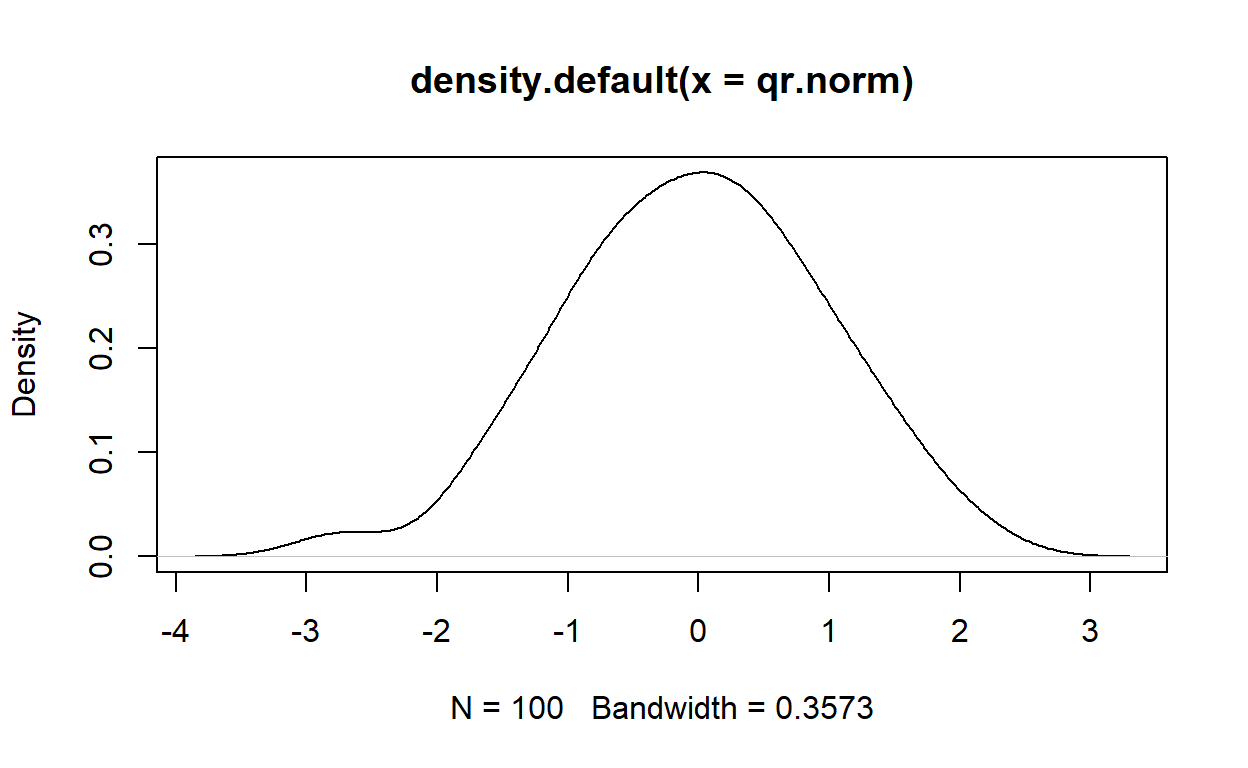 density.default(x = qr.norm)
Density
0.3
0.2
0.1
0.0
-4 -3 -2 -1 0 1 2 3
N = 100   Bandwidth = 0.3573